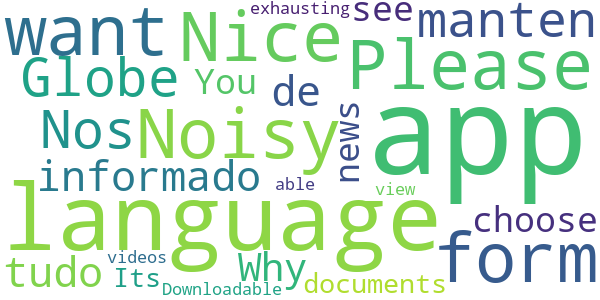 exhausting see
want Nice manten
Globe You Please
de
Nos Noisy news app
informado
able
language view
choose
tudo videos Why form
Its documents
Downloadable